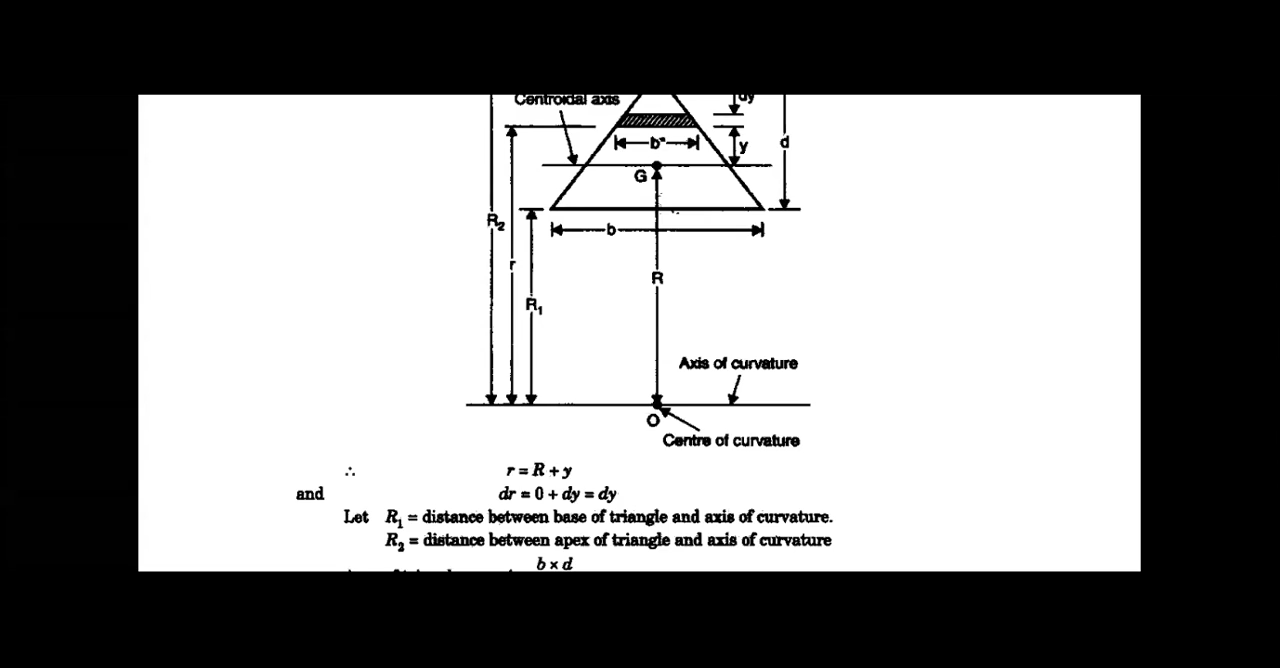 Centroidal axis
dy
b*
y
d
G
R₂
b
r
R
R₁
Axis of curvature
O
Centre of curvature
∴ r = R + y
and dr = 0 + dy = dy
Let R₁ = distance between base of triangle and axis of curvature.
R₂ = distance between apex of triangle and axis of curvature
b × d